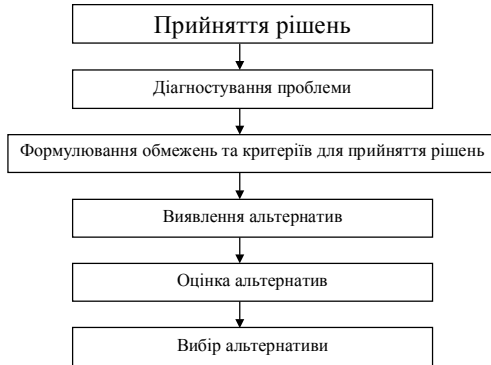 Прийняття рішень
Діагностування проблеми
Формулювання обмежень та критеріїв для прийняття рішень
Виявлення альтернатив
Оцінка альтернатив
Вибір альтернативи